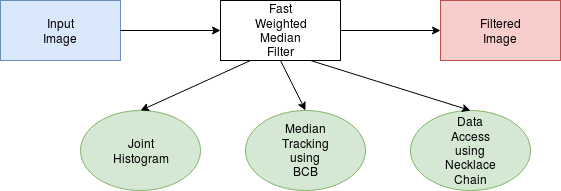 Input
Image
Fast
Weighted
Median
Filter
Filtered
Image
Joint
Histogram
Median
Tracking
using
BCB
Data
Access
using
Necklace
Chain